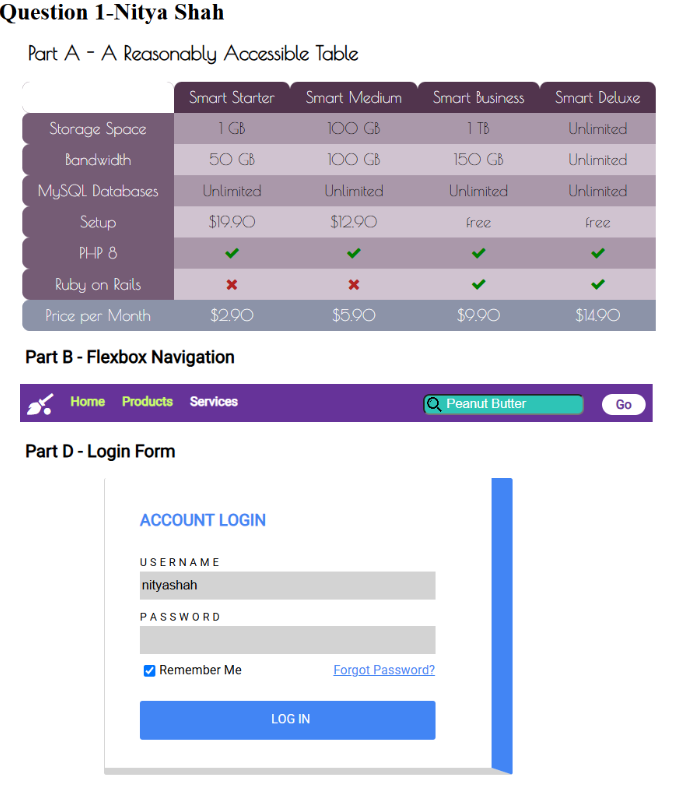 Question 1-Nitya Shah
Part A - A Reasonably Accessible Table
Smart Starter Smart Medium Smart Business Smart Deluxe
Storage Space 1 GB 100 GB 1 TB Unlimited
Bandwidth 50 GB 100 GB 150 GB Unlimited
MySQL Databases Unlimited Unlimited Unlimited Unlimited
Setup $19.90 $12.90 free free
PHP 8 ✔ ✔ ✔ ✔
Ruby on Rails ✖ ✖ ✔ ✔
Price per Month $2.90 $5.90 $9.90 $14.90
Part B - Flexbox Navigation
Home Products Services Peanut Butter Go
Part D - Login Form
ACCOUNT LOGIN
USERNAME
nityashah
PASSWORD
Remember Me Forgot Password?
LOG IN